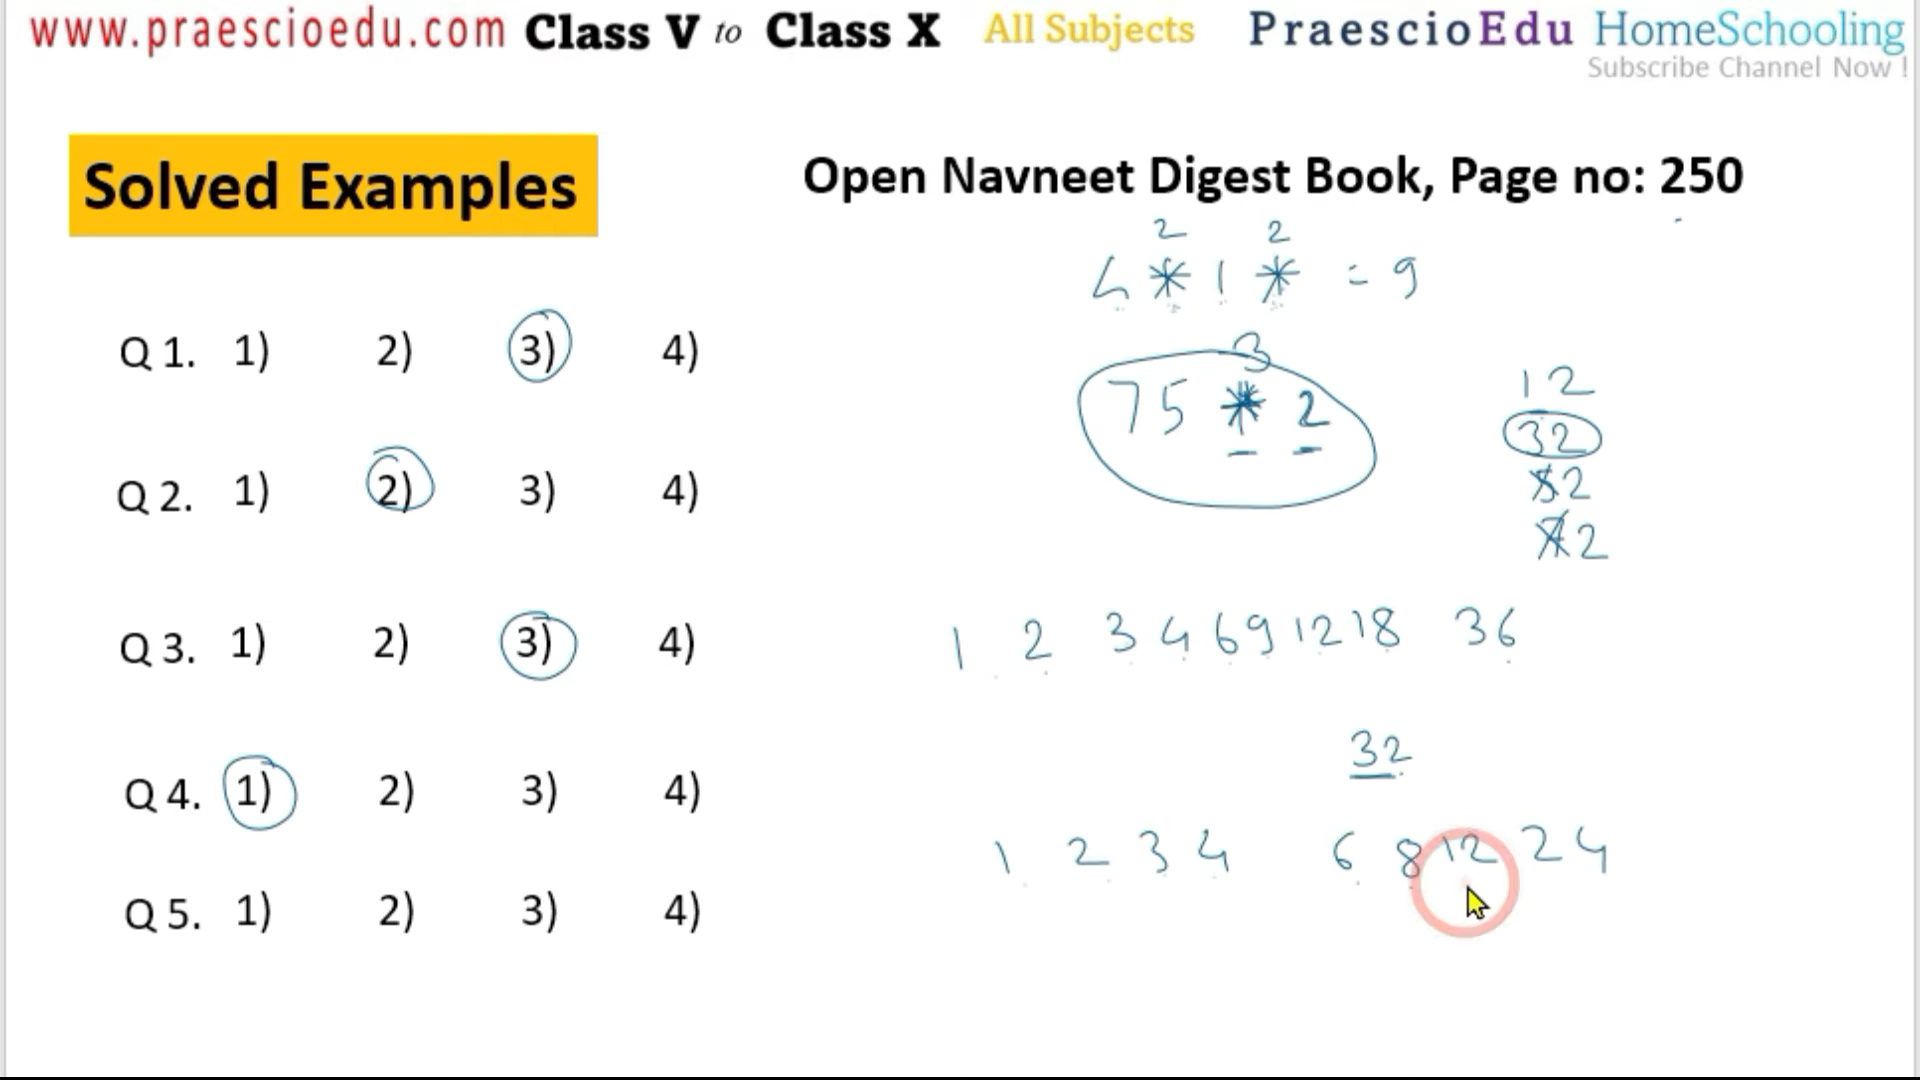 www.praescioedu.com Class V to Class X All Subjects PraescioEdu HomeSchooling
Subscribe Channel Now !
Solved Examples
Open Navneet Digest Book, Page no: 250
2 2
4 * 1 * = 9
Q 1. 1) 2) 3) 4)
3
75 * 2
12
32
52
72
Q 2. 1) 2) 3) 4)
Q 3. 1) 2) 3) 4)
1 2 3 4 6 9 12 18 36
32
Q 4. 1) 2) 3) 4)
1 2 3 4 6 8 12 24
Q 5. 1) 2) 3) 4)